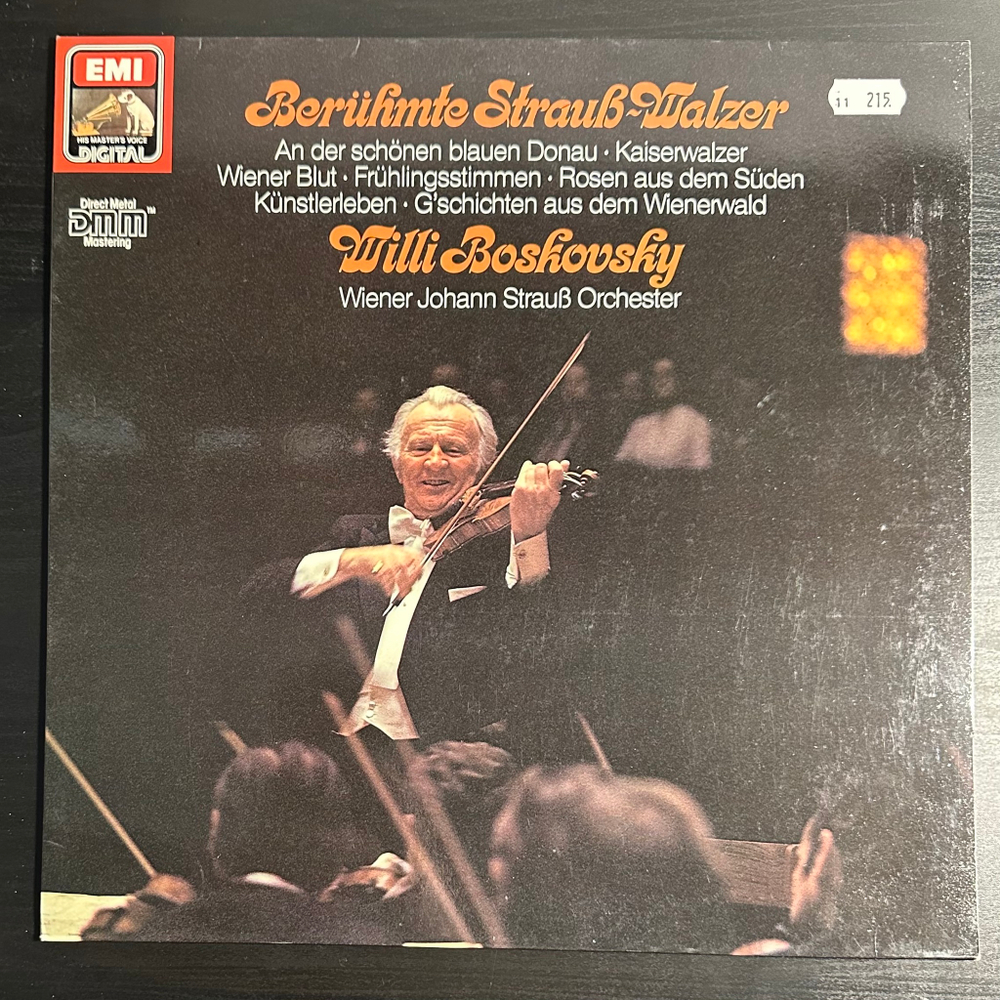 EMI
HIS MASTER'S VOICE
DIGITAL
Direct Metal
DMM™
Mastering
Berühmte Strauß-Walzer
11 215.
An der schönen blauen Donau · Kaiserwalzer
Wiener Blut · Frühlingsstimmen · Rosen aus dem Süden
Künstlerleben · G'schichten aus dem Wienerwald
Willi Boskovsky
Wiener Johann Strauß Orchester